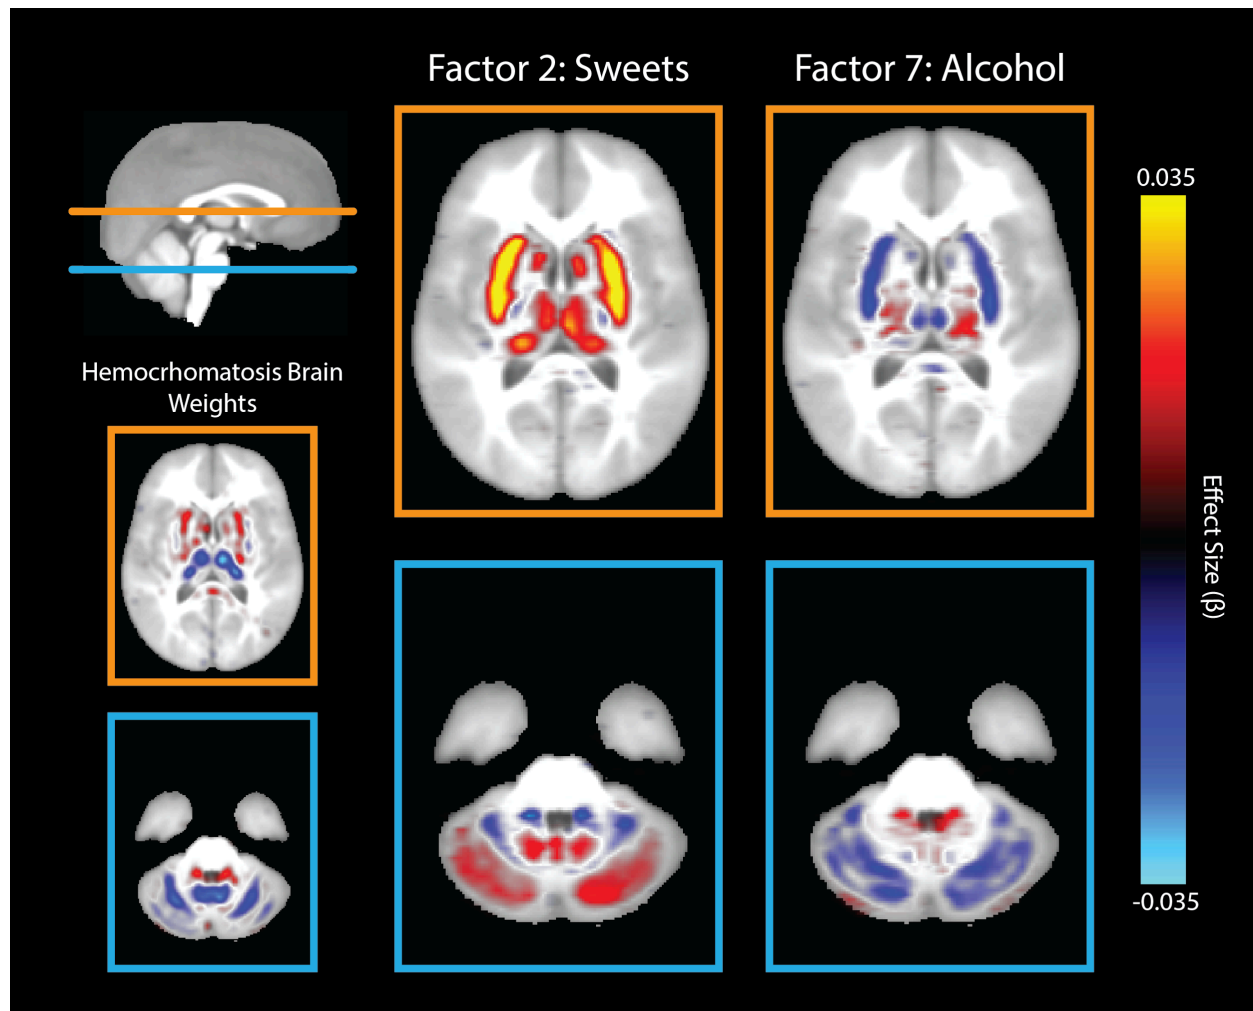 Factor 2: Sweets
Factor 7: Alcohol
Hemocrhomatosis Brain
Weights
0.035
Effect Size (β)
-0.035